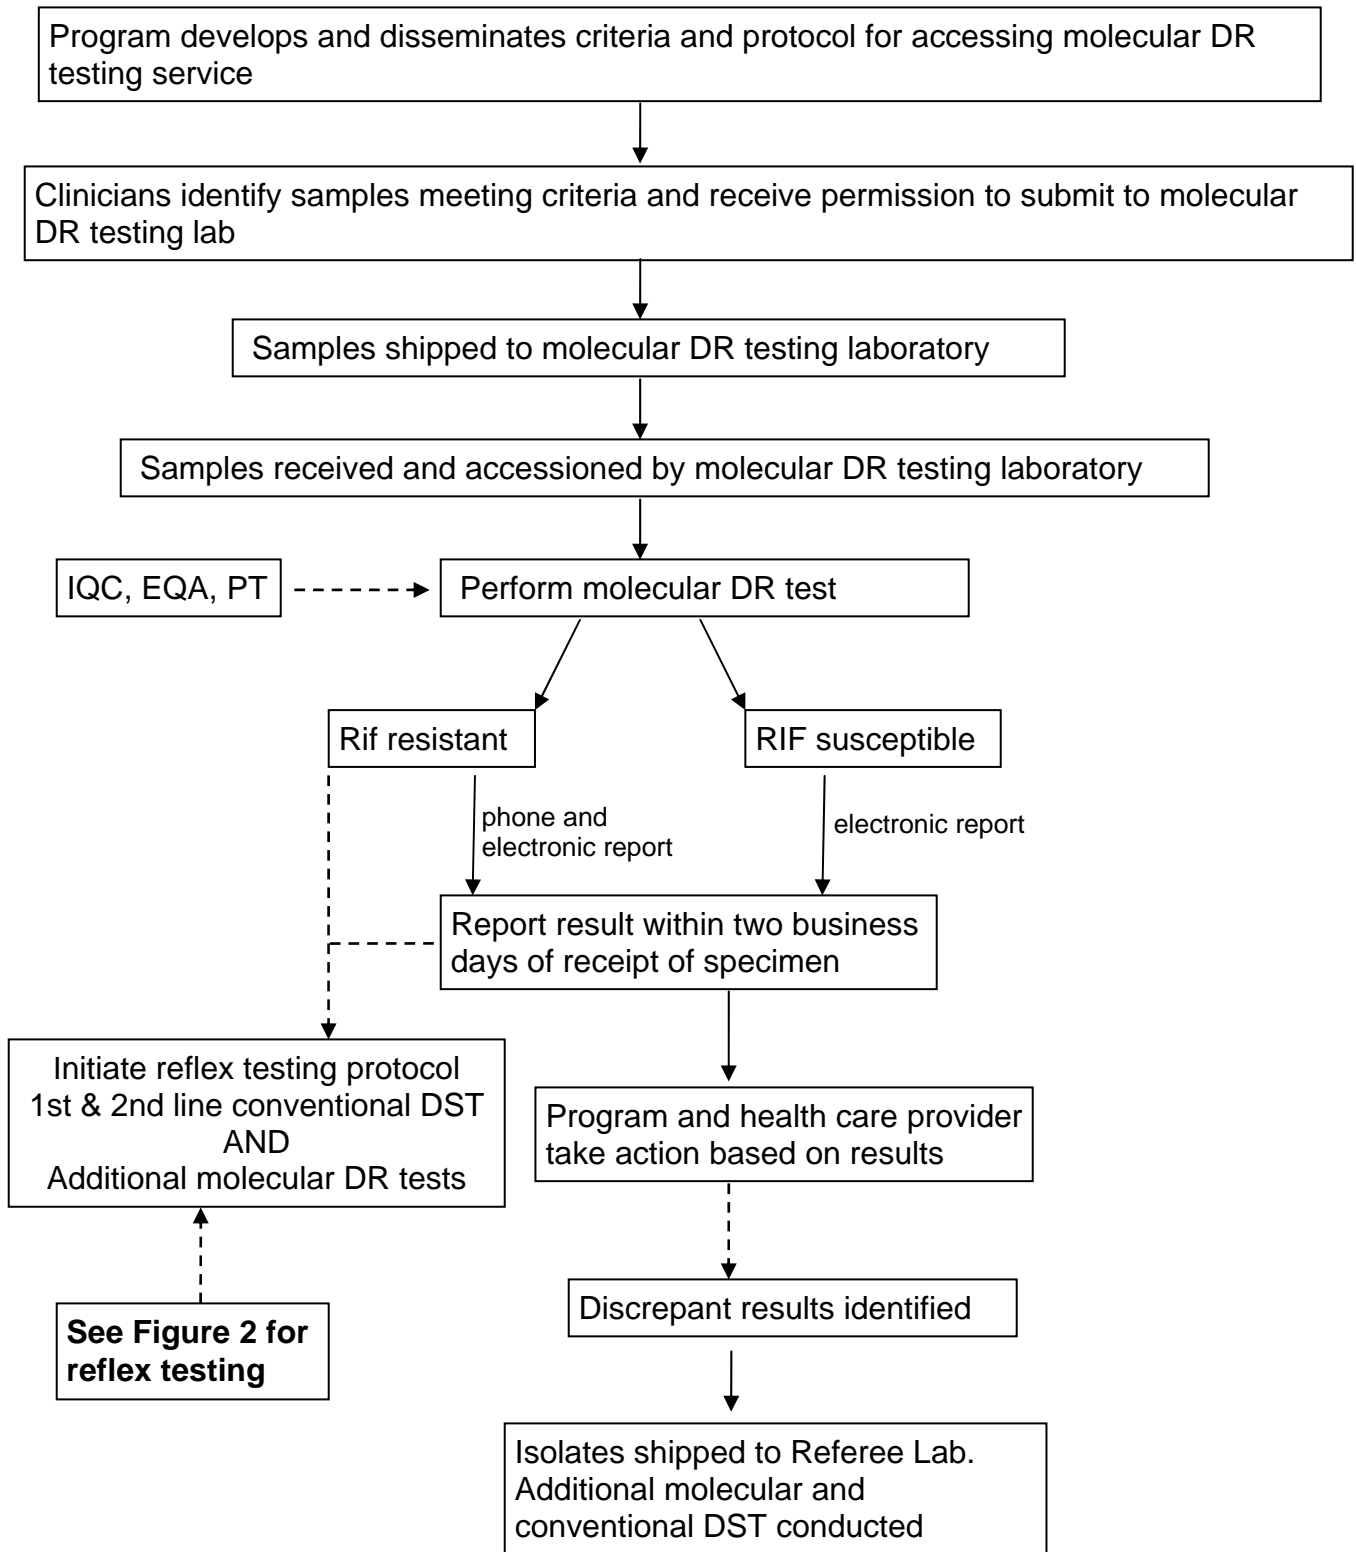 Program develops and disseminates criteria and protocol for accessing molecular DR
testing service
Clinicians identify samples meeting criteria and receive permission to submit to molecular
DR testing lab
Samples shipped to molecular DR testing laboratory
Samples received and accessioned by molecular DR testing laboratory
IQC, EQA, PT
Perform molecular DR test
Rif resistant
RIF susceptible
phone and
electronic report
electronic report
Report result within two business
days of receipt of specimen
Initiate reflex testing protocol
1st & 2nd line conventional DST
AND
Additional molecular DR tests
Program and health care provider
take action based on results
See Figure 2 for
reflex testing
Discrepant results identified
Isolates shipped to Referee Lab.
Additional molecular and
conventional DST conducted